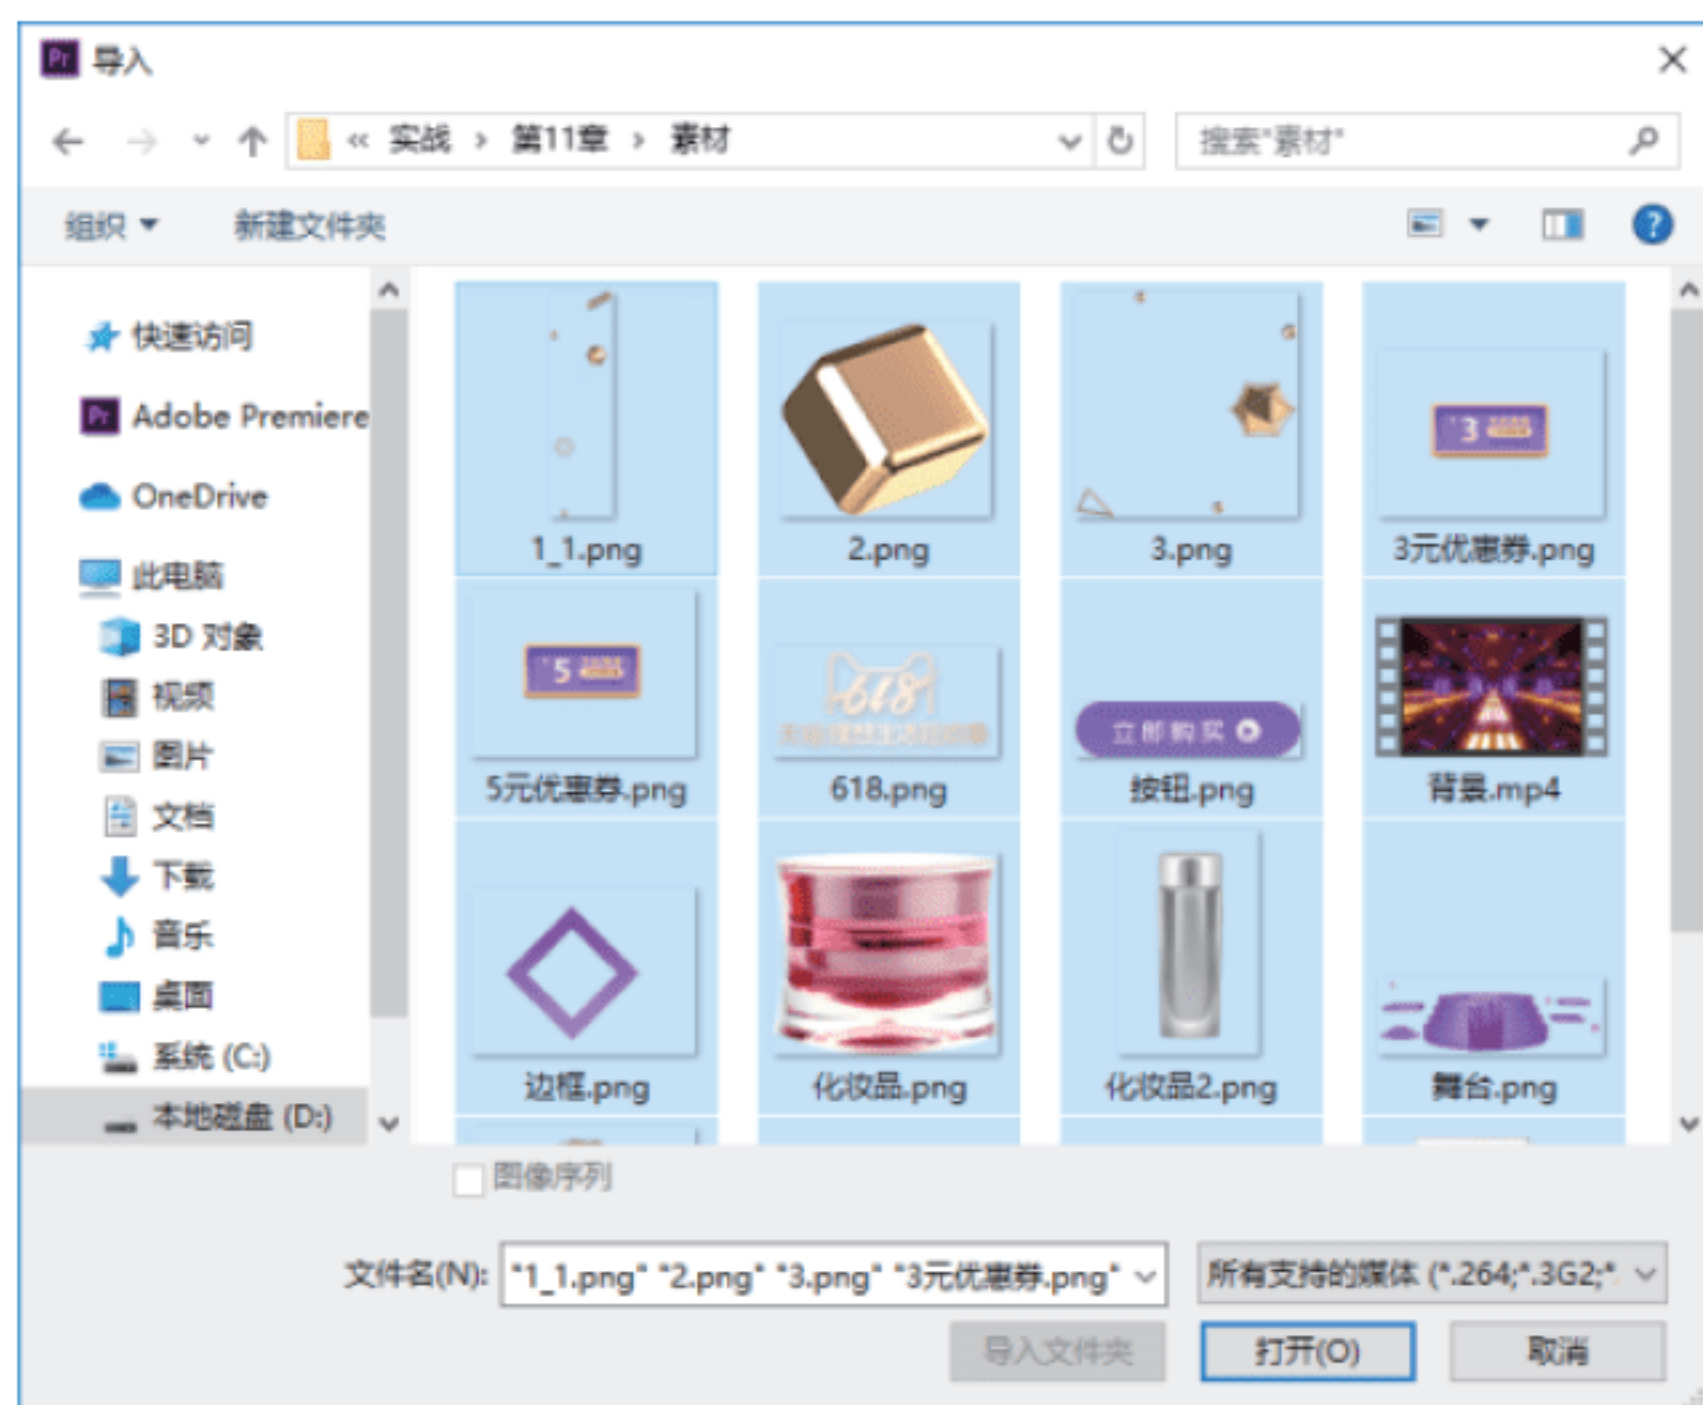 Pr 导入
« 实战 › 第11章 › 素材
搜索"素材"
组织 新建文件夹
快速访问
Pr Adobe Premiere
OneDrive
此电脑
3D 对象
视频
图片
文档
下载
音乐
桌面
系统 (C:)
本地磁盘 (D:)
1_1.png 2.png 3.png 3
3元优惠券.png
5 618 立即购买
5元优惠券.png 618.png 按钮.png 背景.mp4
边框.png 化妆品.png 化妆品2.png 舞台.png
图像序列
文件名(N): "1_1.png" "2.png" "3.png" "3元优惠券.png" 所有支持的媒体 (*.264;*.3G2;*.
导入文件夹 打开(O) 取消